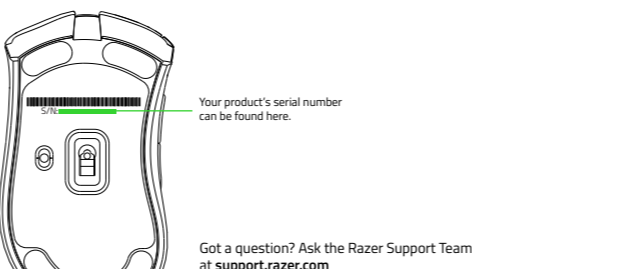 Your product's serial number
S/N:
can be found here.
Got a question? Ask the Razer Support Team
at support.razer.com